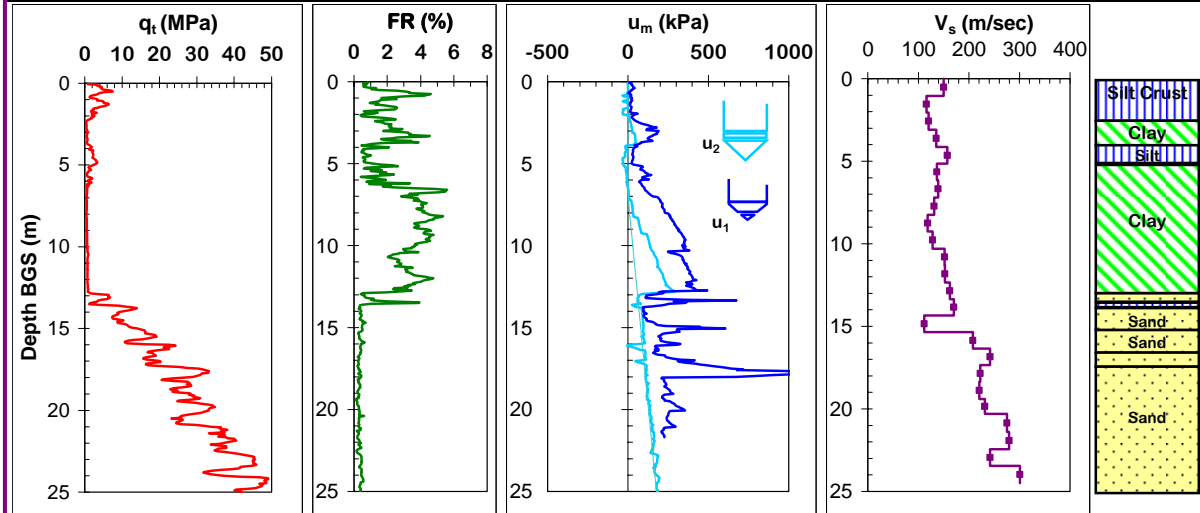 qt (MPa)
0 10 20 30 40 50
FR (%)
0 2 4 6 8
um (kPa)
-500 0 500 1000
Vs (m/sec)
0 100 200 300 400
Depth BGS (m)
0
5
10
15
20
25
0
5
10
15
20
25
0
5
10
15
20
25
u2
u1
0
5
10
15
20
25
Silt Crust
Clay
Silt
Clay
Sand
Sand
Sand